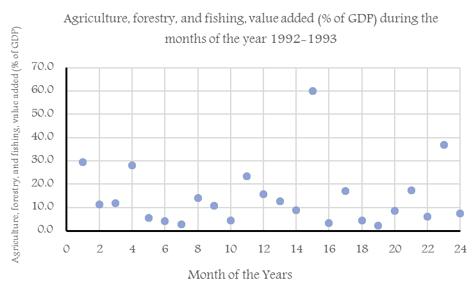 Agriculture, forestry, and fishing, value added (% of GDP) during the
months of the year 1992-1993
Agriculture, forestry, and fishing, value added (% of GDP)
70.0
60.0
50.0
40.0
30.0
20.0
10.0
0.0
0 2 4 6 8 10 12 14 16 18 20 22 24
Month of the Years